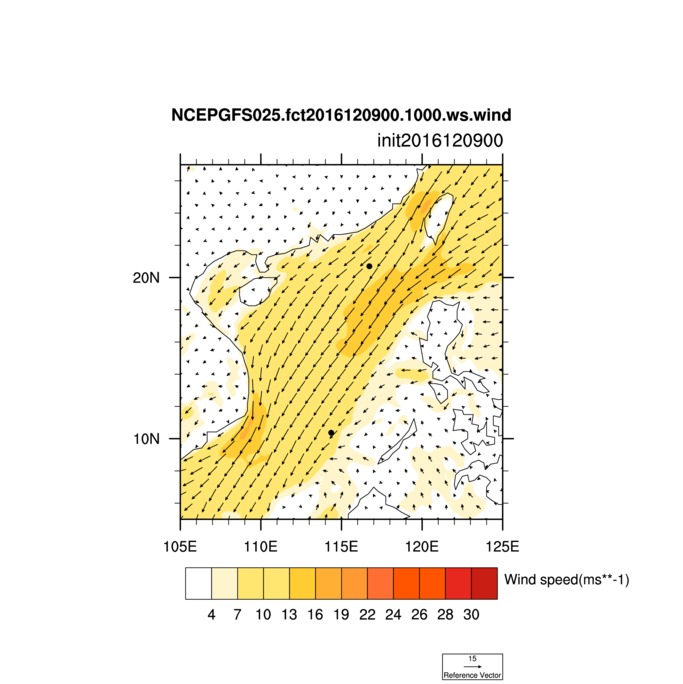 NCEPGFS025.fct2016120900.1000.ws.wind
init2016120900
20N
10N
105E 110E 115E 120E 125E
Wind speed(ms**-1)
4 7 10 13 16 19 22 24 26 28 30
15
Reference Vector